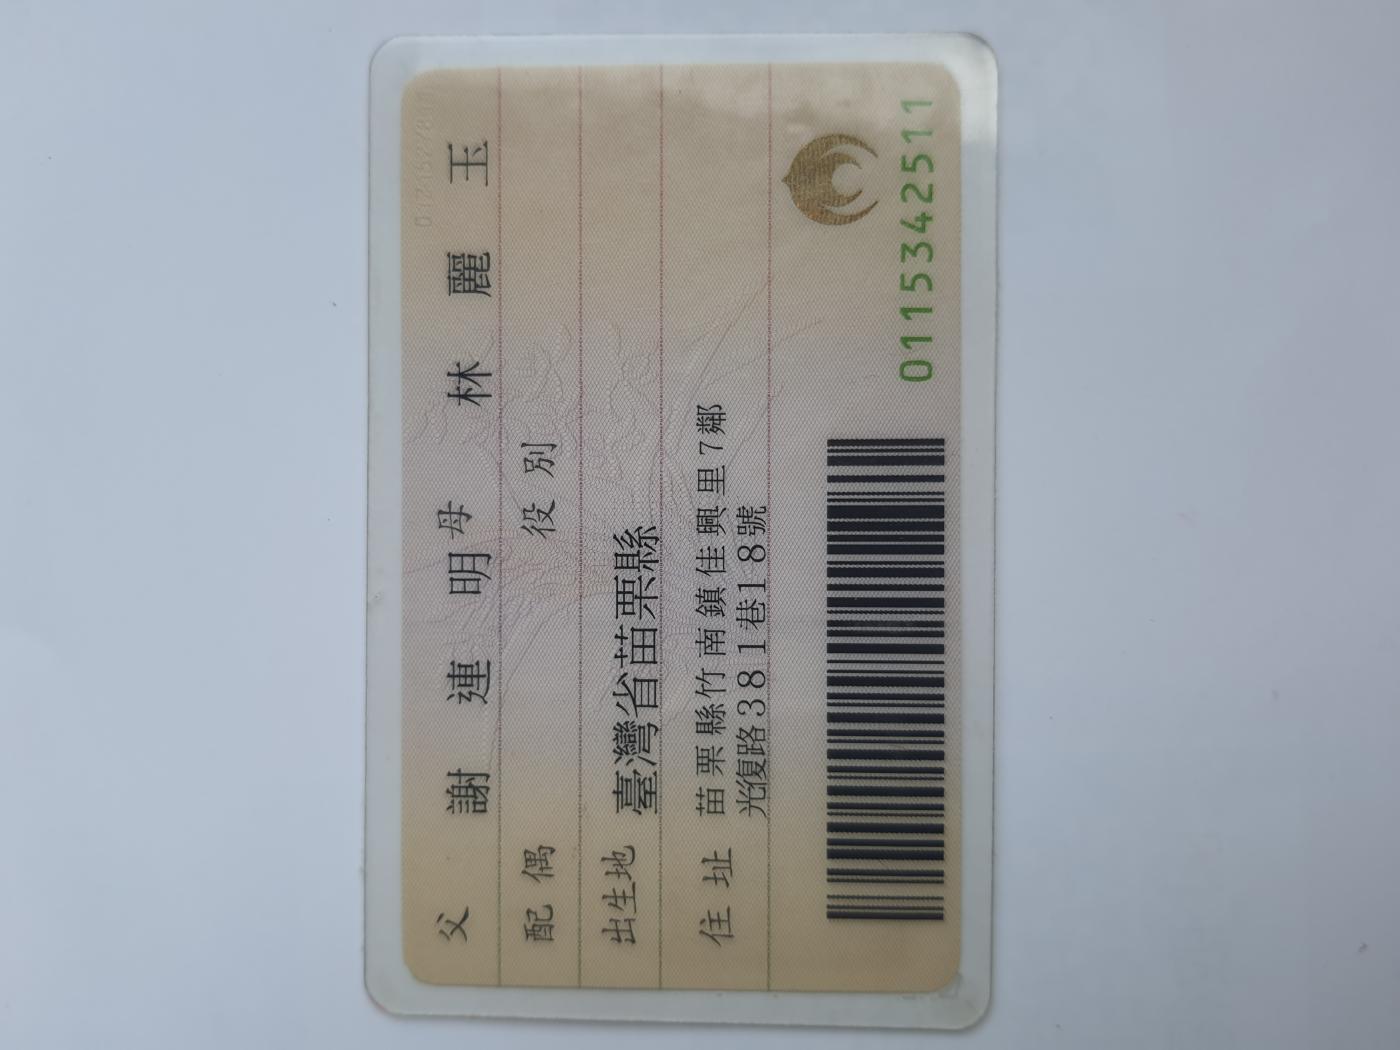 父 謝連明 母 林麗玉
配偶 役別
出生地 臺灣省苗栗縣
住址 苗栗縣竹南鎮佳興里7鄰
光復路381巷18號
0115342511